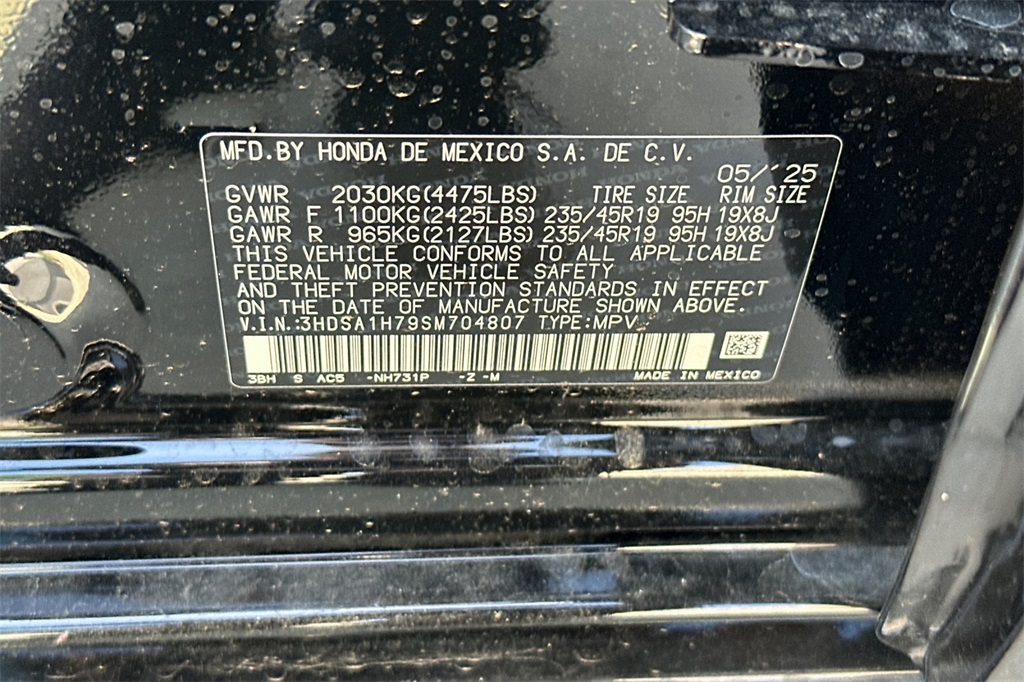 MFD.BY HONDA DE MEXICO S.A. DE C.V.
05/'25
GVWR 2030KG(4475LBS) TIRE SIZE RIM SIZE
GAWR F 1100KG(2425LBS) 235/45R19 95H 19X8J
GAWR R 965KG(2127LBS) 235/45R19 95H 19X8J
THIS VEHICLE CONFORMS TO ALL APPLICABLE
FEDERAL MOTOR VEHICLE SAFETY
AND THEFT PREVENTION STANDARDS IN EFFECT
ON THE DATE OF MANUFACTURE SHOWN ABOVE.
V.I.N.:3HDSA1H79SM704807 TYPE:MPV
3BH S AC5 -NH731P -2 -M MADE IN MEXICO